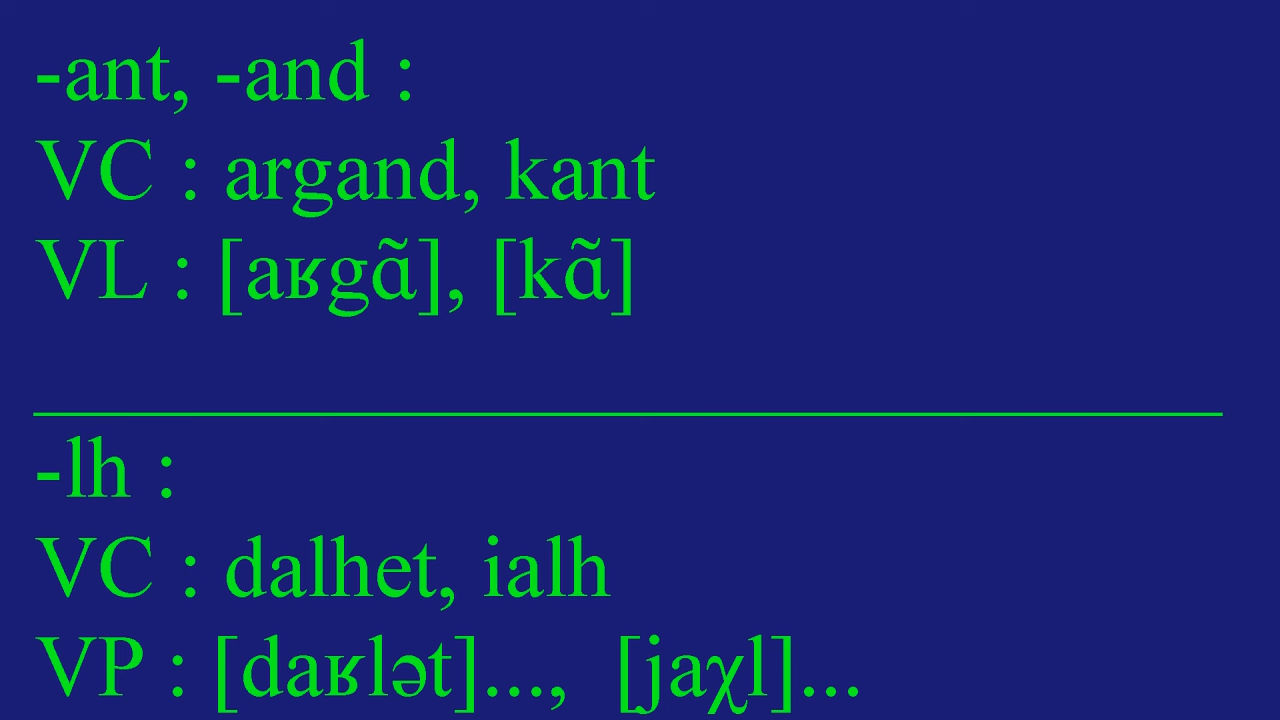 -ant, -and :
VC : argand, kant
VL : [aʁgɑ̃], [kɑ̃]
-lh :
VC : dalhet, ialh
VP : [daʁlət]..., [jaχl]...